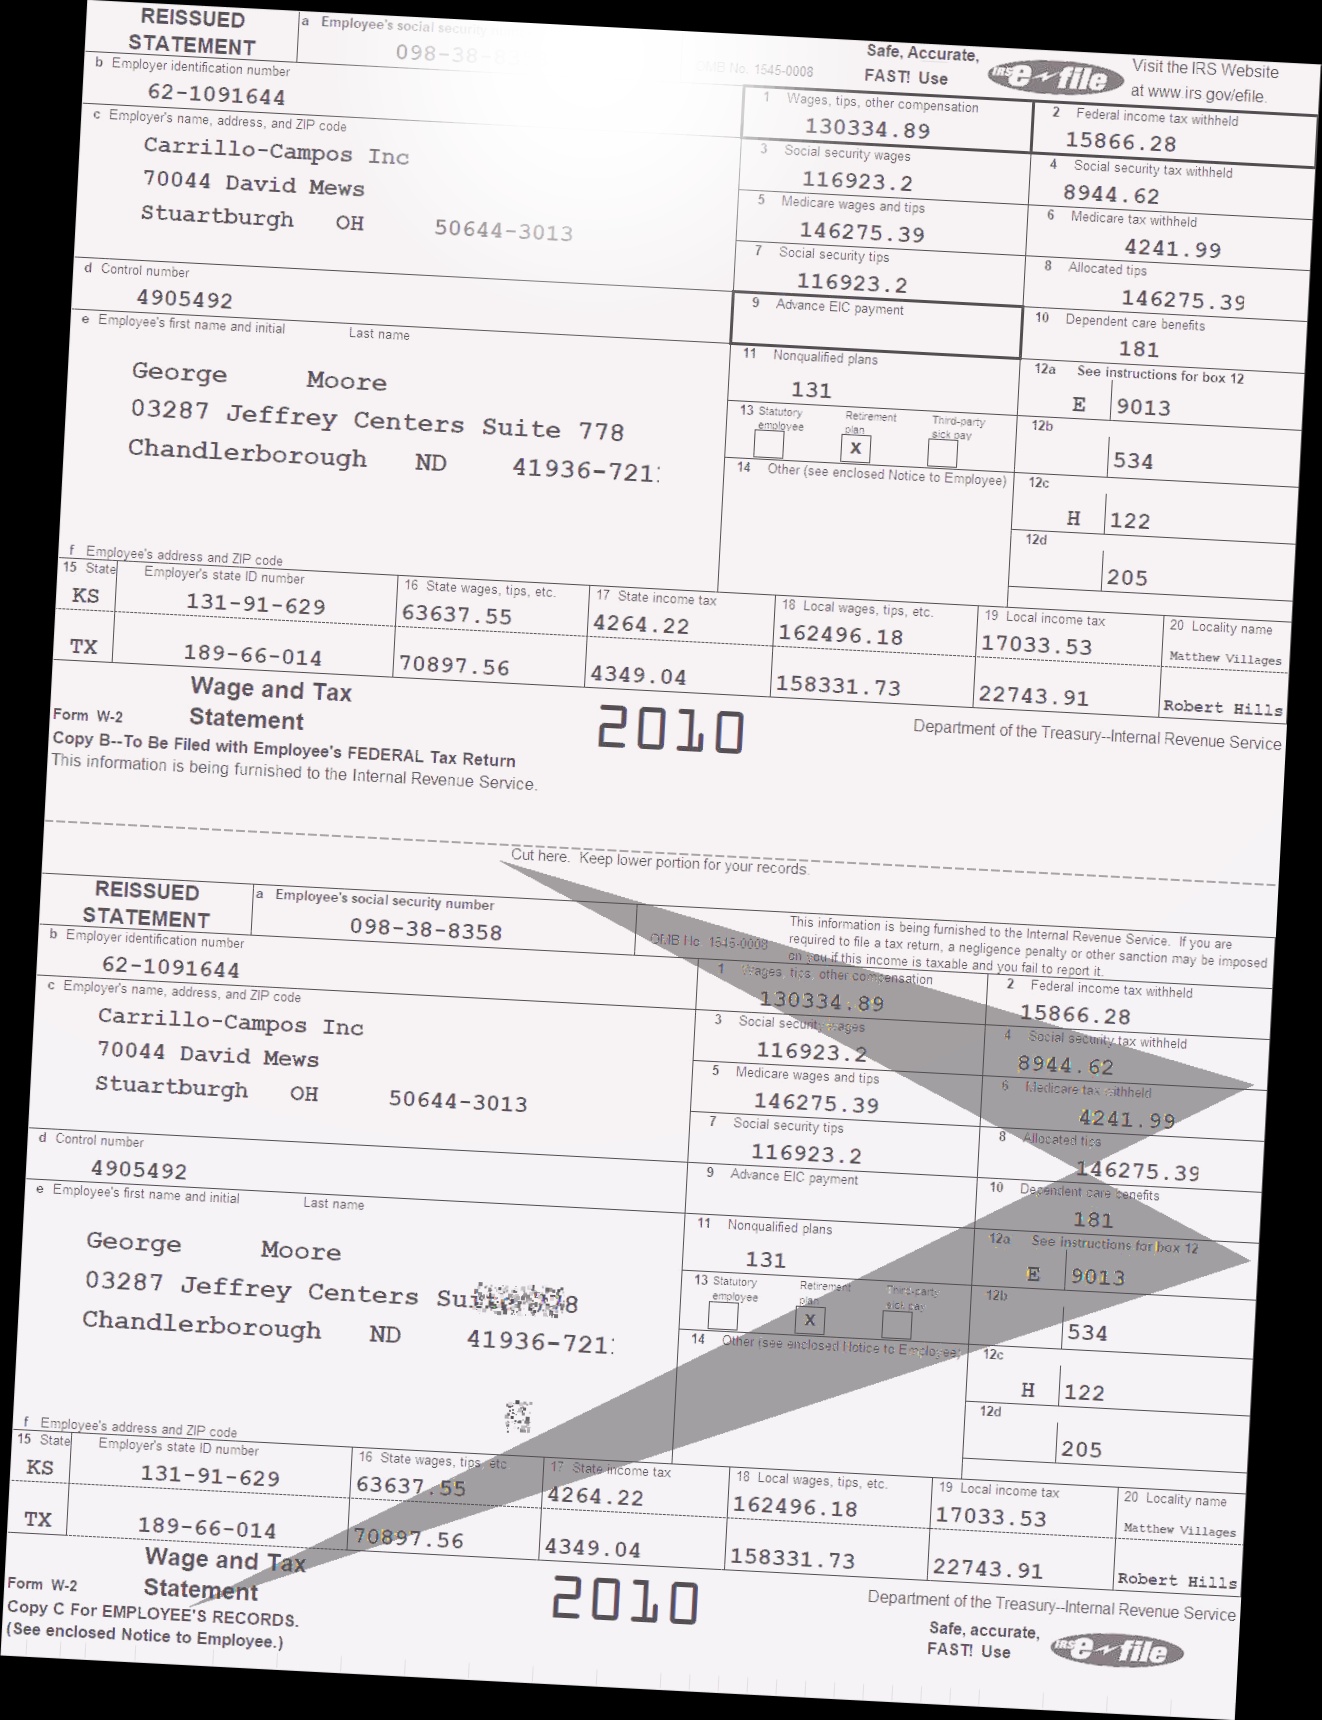 REISSUED STATEMENT
a Employee's social security
098-38-8
OMB No. 1545-0008
Safe, Accurate, FAST! Use
IRS e-file
Visit the IRS Website at www.irs.gov/efile.
b Employer identification number
62-1091644
1 Wages, tips, other compensation
130334.89
2 Federal income tax withheld
15866.28
c Employer's name, address, and ZIP code
Carrillo-Campos Inc
70044 David Mews
Stuartburgh OH 50644-3013
3 Social security wages
116923.2
4 Social security tax withheld
8944.62
5 Medicare wages and tips
146275.39
6 Medicare tax withheld
4241.99
7 Social security tips
116923.2
8 Allocated tips
146275.39
d Control number
4905492
9 Advance EIC payment
10 Dependent care benefits
181
e Employee's first name and initial Last name
George Moore
03287 Jeffrey Centers Suite 778
Chandlerborough ND 41936-721
11 Nonqualified plans
131
12a See instructions for box 12
E 9013
13 Statutory employee
Retirement plan
X
Third-party sick pay
12b
534
14 Other (see enclosed Notice to Employee)
12c
H 122
12d
205
f Employee's address and ZIP code
15 State Employer's state ID number
16 State wages, tips, etc.
17 State income tax
18 Local wages, tips, etc.
19 Local income tax
20 Locality name
KS 131-91-629 63637.55 4264.22 162496.18 17033.53 Matthew Villages
TX 189-66-014 70897.56 4349.04 158331.73 22743.91 Robert Hills
Form W-2 Wage and Tax Statement
2010
Department of the Treasury--Internal Revenue Service
Copy B--To Be Filed with Employee's FEDERAL Tax Return
This information is being furnished to the Internal Revenue Service.
Cut here. Keep lower portion for your records.
REISSUED STATEMENT
a Employee's social security number
098-38-8358
OMB No. 1545-0008
This information is being furnished to the Internal Revenue Service. If you are
required to file a tax return, a negligence penalty or other sanction may be imposed
on you if this income is taxable and you fail to report it.
b Employer identification number
62-1091644
1 Wages, tips, other compensation
130334.89
2 Federal income tax withheld
15866.28
c Employer's name, address, and ZIP code
Carrillo-Campos Inc
70044 David Mews
Stuartburgh OH 50644-3013
3 Social security wages
116923.2
4 Social security tax withheld
8944.62
5 Medicare wages and tips
146275.39
6 Medicare tax withheld
4241.99
7 Social security tips
116923.2
8 Allocated tips
146275.39
d Control number
4905492
9 Advance EIC payment
10 Dependent care benefits
181
e Employee's first name and initial Last name
George Moore
03287 Jeffrey Centers
Chandlerborough ND 41936-721
11 Nonqualified plans
131
12a See instructions for box 12
E 9013
13 Statutory employee
Retirement plan
X
Third-party sick pay
12b
534
14 Other (see enclosed Notice to Employee)
12c
H 122
12d
205
f Employee's address and ZIP code
15 State Employer's state ID number
16 State wages, tips, etc
17 State income tax
18 Local wages, tips, etc.
19 Local income tax
20 Locality name
KS 131-91-629 63637.55 4264.22 162496.18 17033.53 Matthew Villages
TX 189-66-014 70897.56 4349.04 158331.73 22743.91 Robert Hills
Form W-2 Wage and Tax Statement
2010
Department of the Treasury--Internal Revenue Service
Copy C For EMPLOYEE'S RECORDS.
(See enclosed Notice to Employee.)
Safe, accurate, FAST! Use
IRS e-file